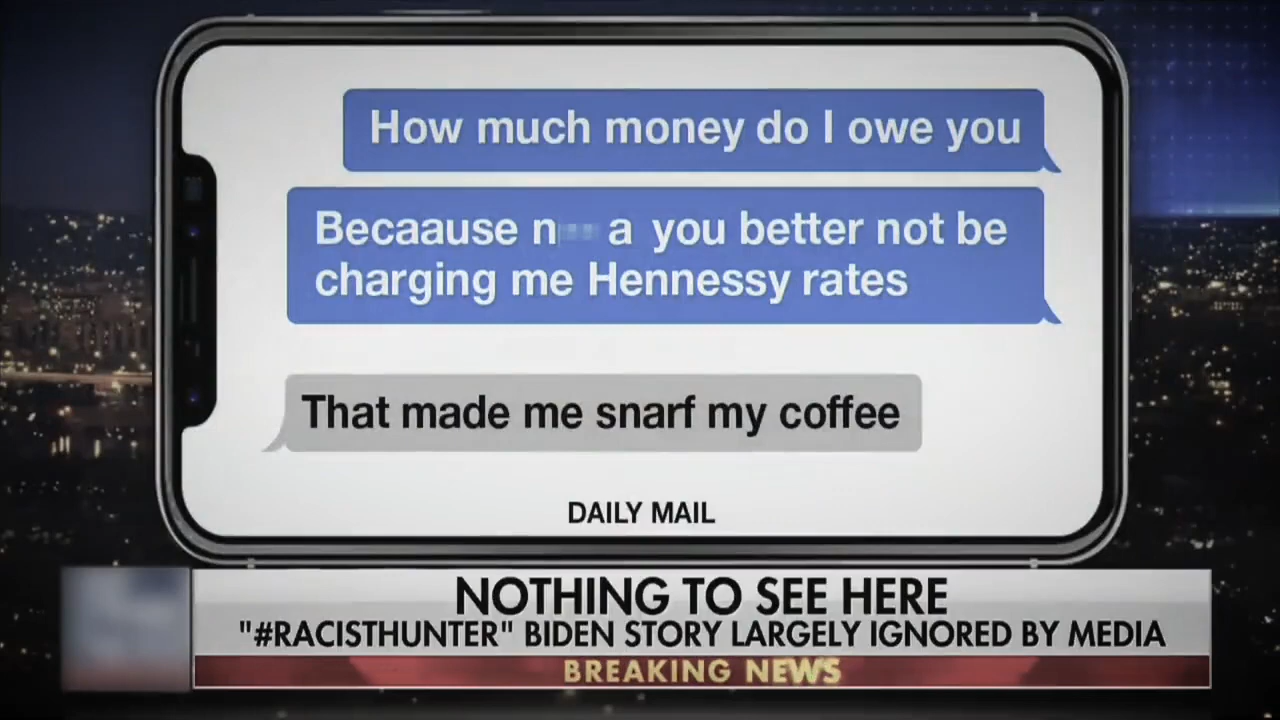 How much money do I owe you
Becaause n a you better not be
charging me Hennessy rates
That made me snarf my coffee
DAILY MAIL
NOTHING TO SEE HERE
"#RACISTHUNTER" BIDEN STORY LARGELY IGNORED BY MEDIA
BREAKING NEWS